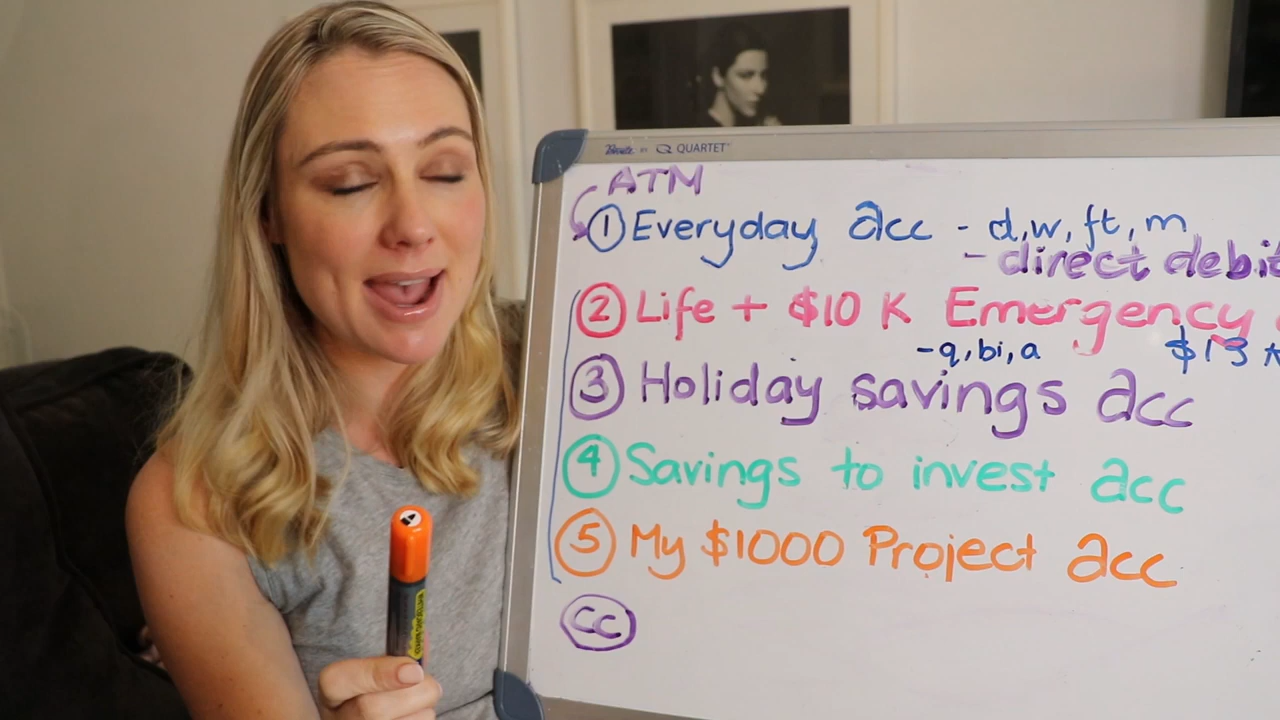 QUARTET
ATM
1 Everyday acc - d,w,ft,m
- direct debit
2 Life + $10K Emergency
-q,bi,a
3 Holiday savings acc
4 Savings to invest acc
5 My $1000 Project acc
CC